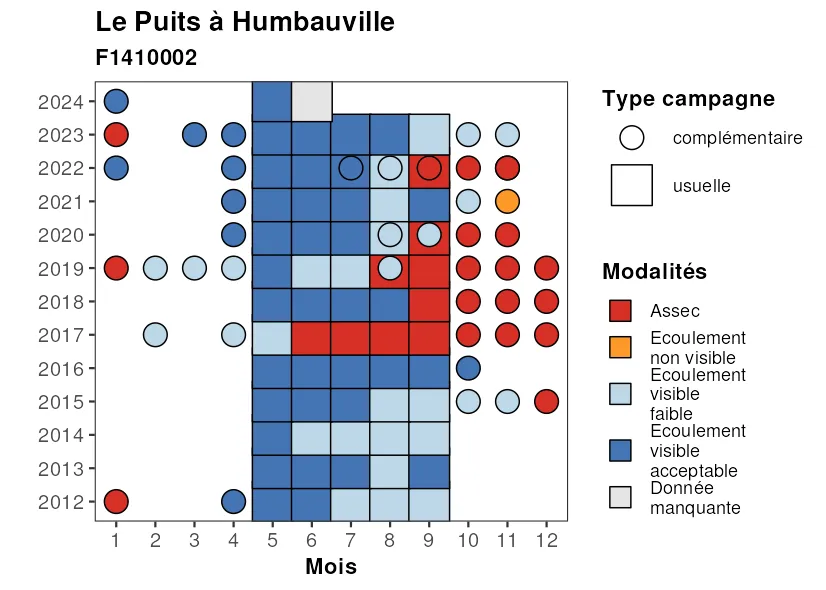 Le Puits à Humbauville
F1410002
2024
2023
2022
2021
2020
2019
2018
2017
2016
2015
2014
2013
2012
1 2 3 4 5 6 7 8 9 10 11 12
Mois
Type campagne
complémentaire
usuelle
Modalités
Assec
Ecoulement
non visible
Ecoulement
visible
faible
Ecoulement
visible
acceptable
Donnée
manquante